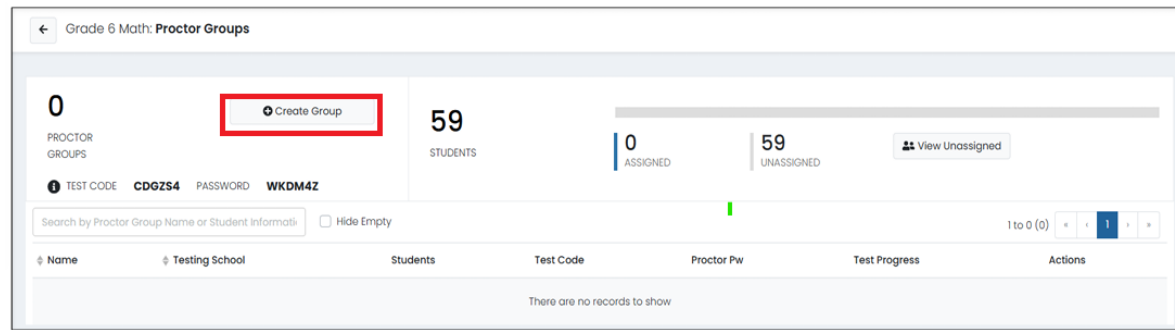 Grade 6 Math: Proctor Groups
0
PROCTOR
GROUPS
Create Group
TEST CODE CDGZS4 PASSWORD WKDM4Z
59
STUDENTS
0
ASSIGNED
59
UNASSIGNED
View Unassigned
Search by Proctor Group Name or Student Informati
Hide Empty
1 to 0 (0) « ‹ 1 › »
Name Testing School Students Test Code Proctor Pw Test Progress Actions
There are no records to show